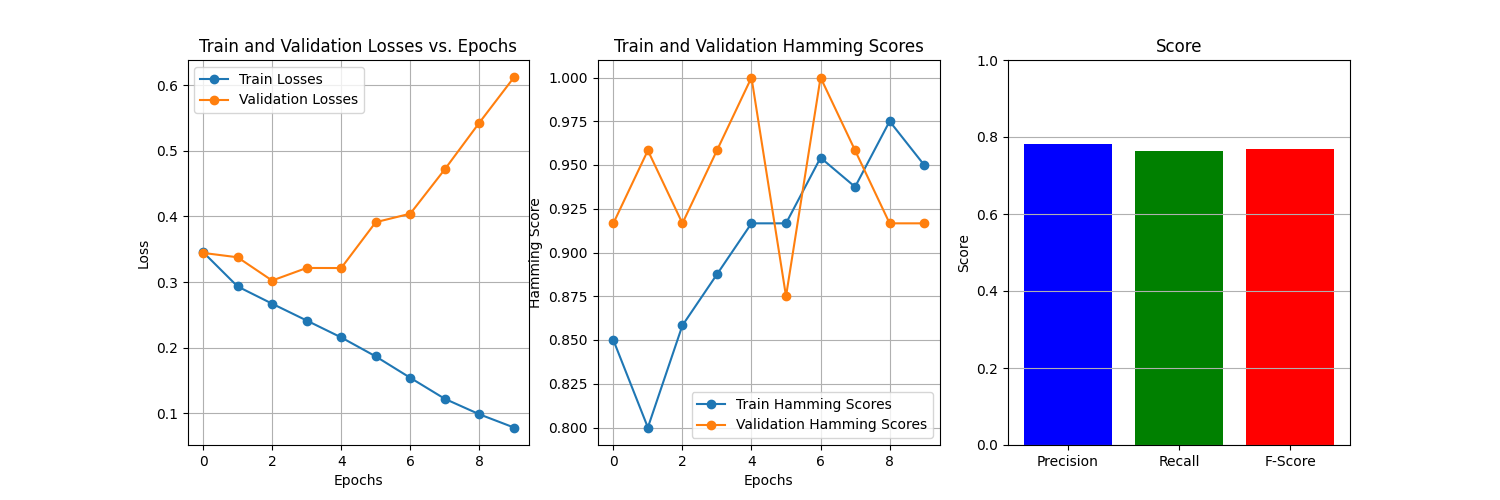 Train and Validation Losses vs. Epochs
Train Losses
Validation Losses
0.6
0.5
0.4
0.3
0.2
0.1
Loss
0 2 4 6 8
Epochs
Train and Validation Hamming Scores
1.000
0.975
0.950
0.925
0.900
0.875
0.850
0.825
0.800
Hamming Score
Train Hamming Scores
Validation Hamming Scores
0 2 4 6 8
Epochs
Score
1.0
0.8
0.6
0.4
0.2
0.0
Score
Precision Recall F-Score